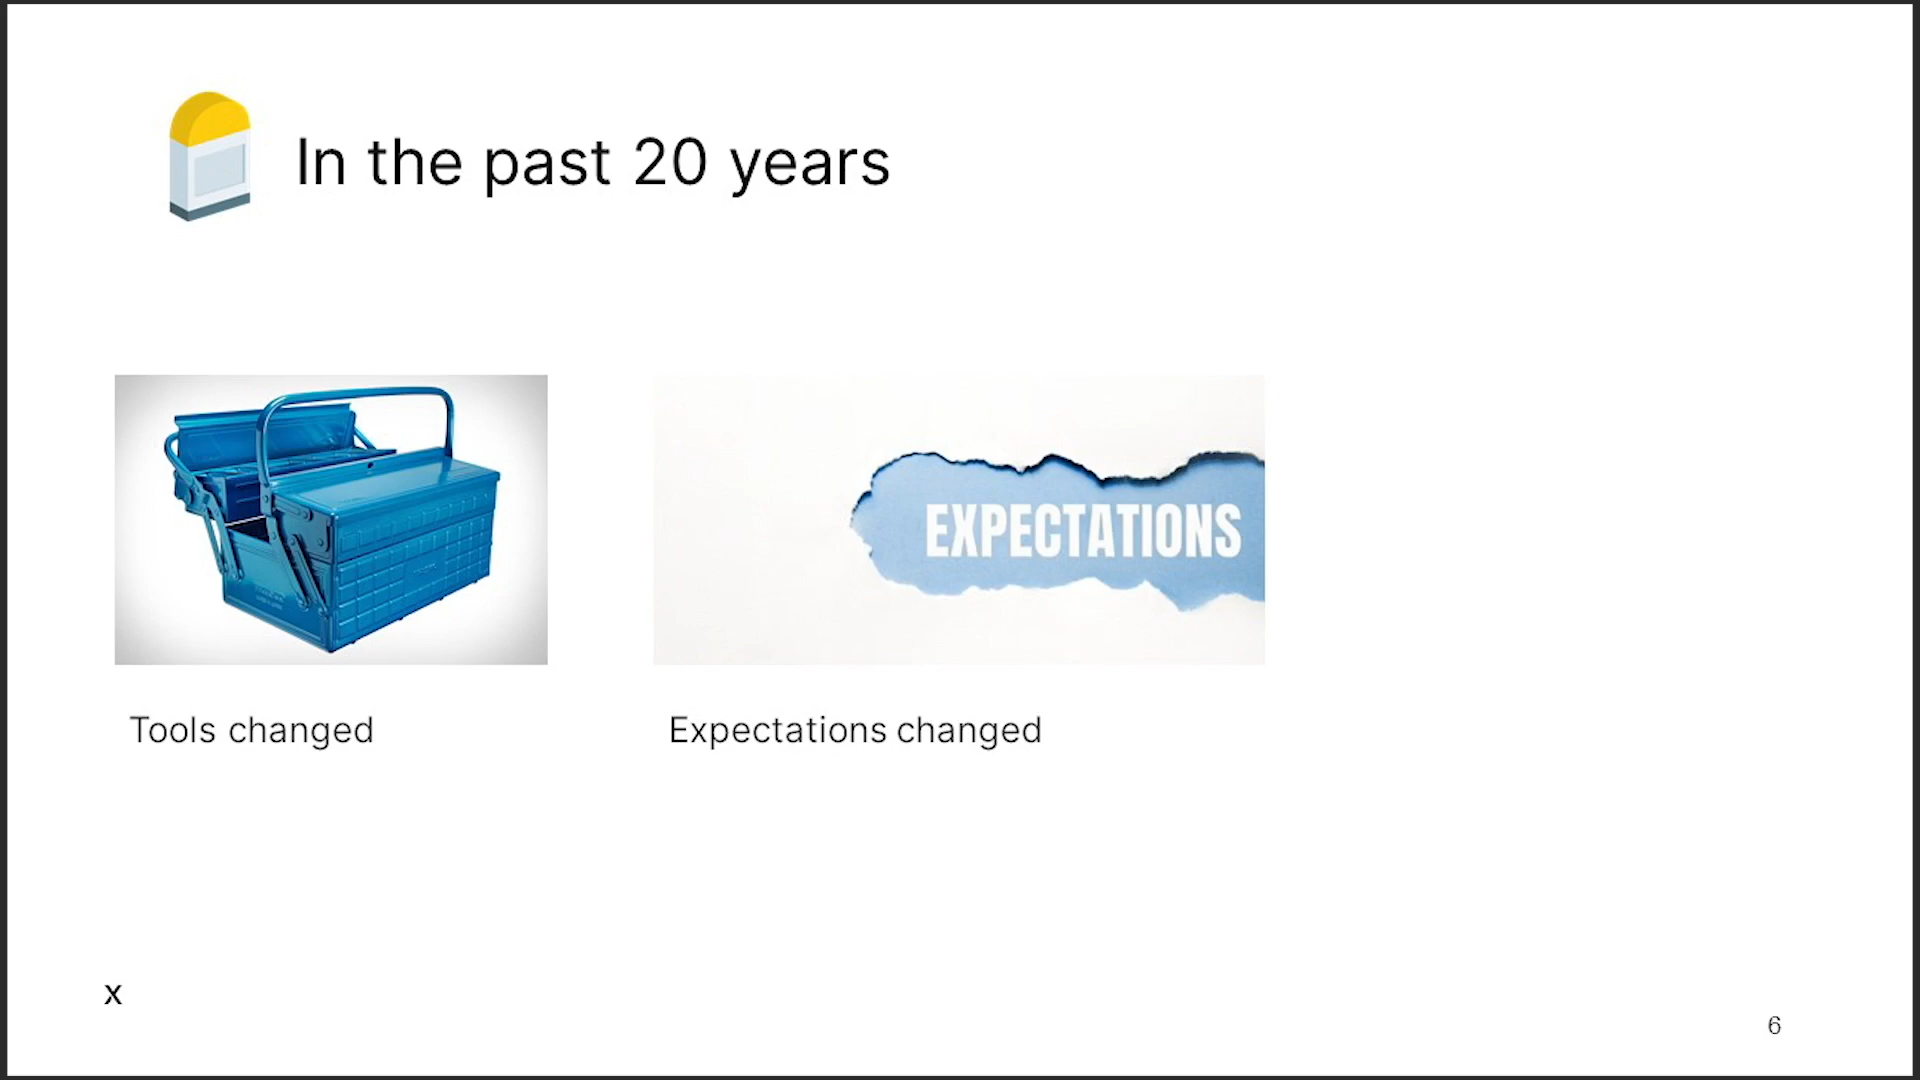 In the past 20 years
EXPECTATIONS
Tools changed
Expectations changed
x
6